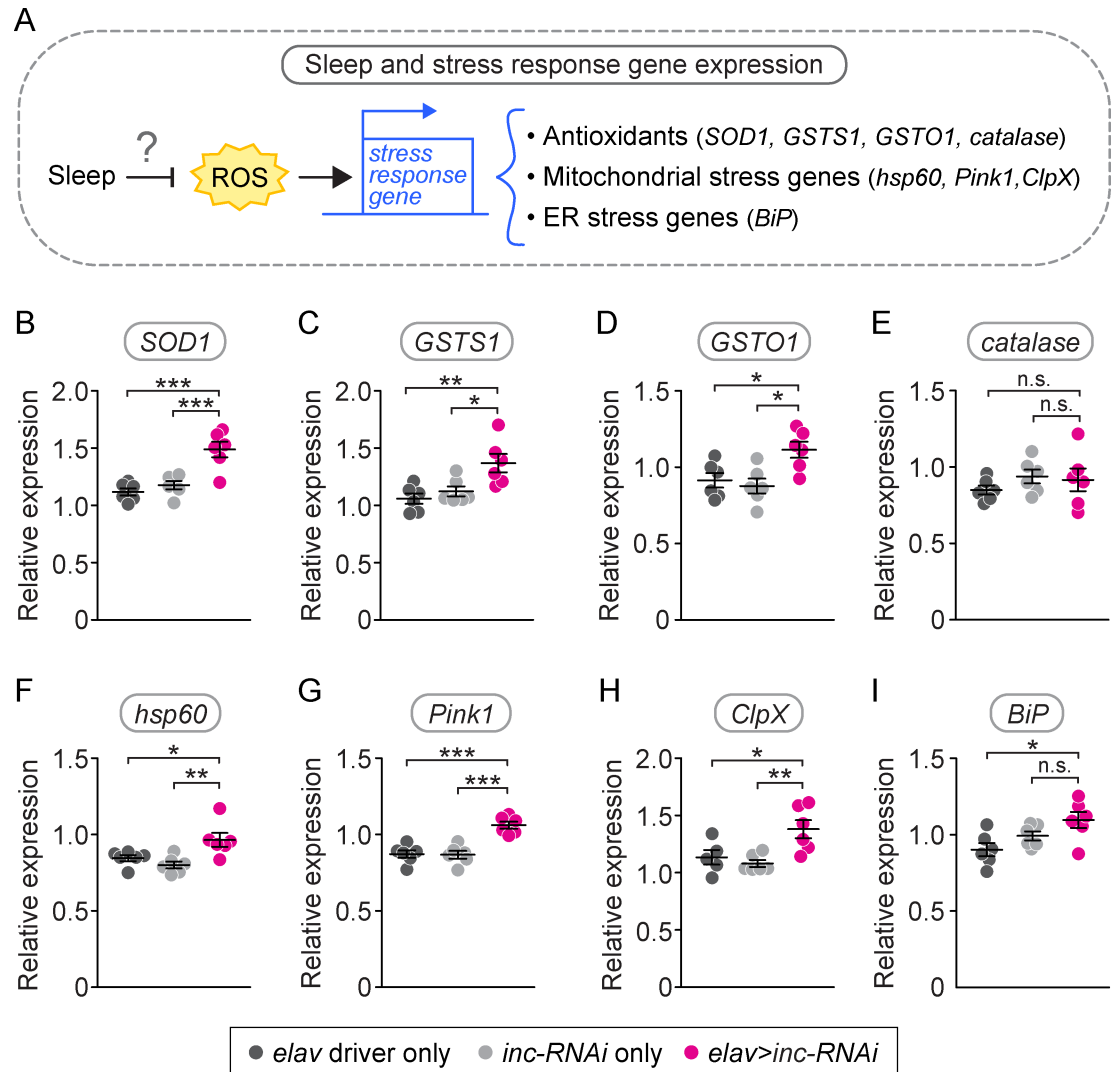 A
Sleep and stress response gene expression
Sleep
?
ROS
stress
response
gene
• Antioxidants (SOD1, GSTS1, GSTO1, catalase)
• Mitochondrial stress genes (hsp60, Pink1,ClpX)
• ER stress genes (BiP)
B
SOD1
Relative expression
2.0
1.5
1.0
0.5
0
***
***
C
GSTS1
Relative expression
2.0
1.5
1.0
0.5
0
**
*
D
GSTO1
Relative expression
1.5
1.0
0.5
0
*
*
E
catalase
Relative expression
1.5
1.0
0.5
0
n.s.
n.s.
F
hsp60
Relative expression
1.5
1.0
0.5
0
*
**
G
Pink1
Relative expression
1.5
1.0
0.5
0
***
***
H
ClpX
Relative expression
2.0
1.5
1.0
0.5
0
*
**
I
BiP
Relative expression
1.5
1.0
0.5
0
*
n.s.
elav driver only
inc-RNAi only
elav>inc-RNAi